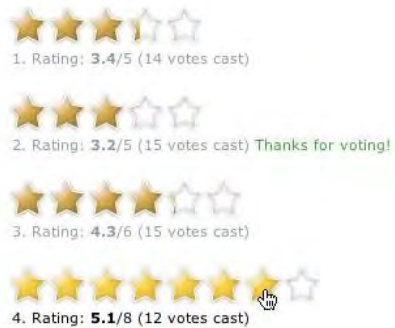 1. Rating: 3.4/5 (14 votes cast)
2. Rating: 3.2/5 (15 votes cast) Thanks for voting!
3. Rating: 4.3/6 (15 votes cast)
4. Rating: 5.1/8 (12 votes cast)